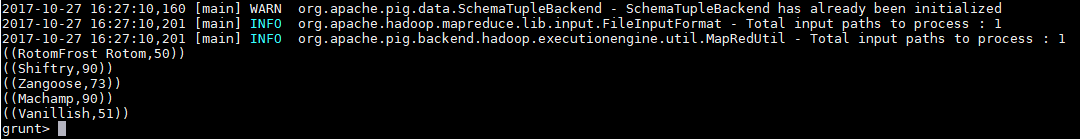 2017-10-27 16:27:10,160 [main] WARN  org.apache.pig.data.SchemaTupleBackend - SchemaTupleBackend has already been initialized
2017-10-27 16:27:10,201 [main] INFO  org.apache.hadoop.mapreduce.lib.input.FileInputFormat - Total input paths to process : 1
2017-10-27 16:27:10,201 [main] INFO  org.apache.pig.backend.hadoop.executionengine.util.MapRedUtil - Total input paths to process : 1
((RotomFrost Rotom,50))
((Shiftry,90))
((Zangoose,73))
((Machamp,90))
((Vanillish,51))
grunt>